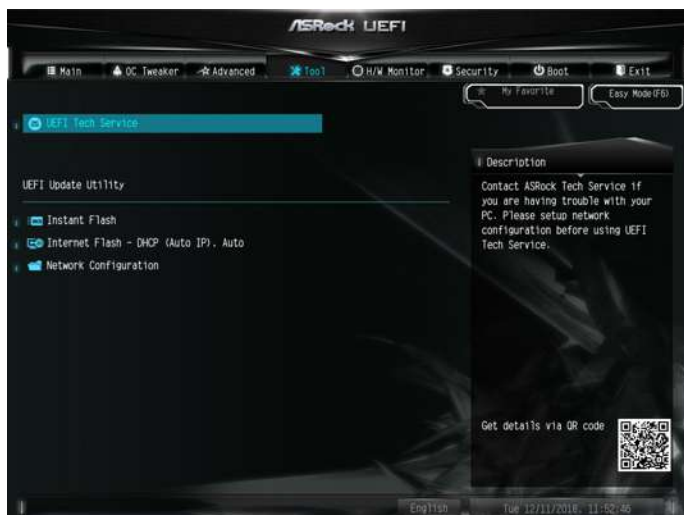 ASRock UEFI
Main OC Tweaker Advanced Tool H/W Monitor Security Boot Exit
My Favorite Easy Mode(F6)
UEFI Tech Service
UEFI Update Utility
Instant Flash
Internet Flash - DHCP (Auto IP), Auto
Network Configuration
Description
Contact ASRock Tech Service if
you are having trouble with your
PC. Please setup network
configuration before using UEFI
Tech Service.
Get details via QR code
English Tue 12/11/2018, 11:52:46